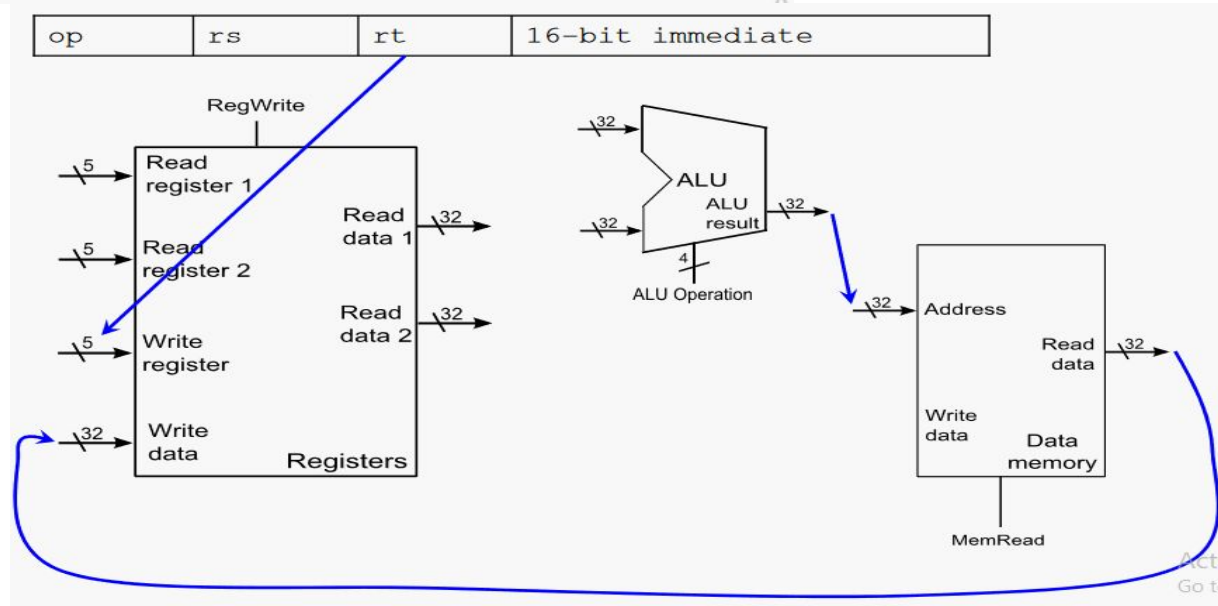 op rs rt 16-bit immediate
RegWrite
5
Read
register 1
5
Read
register 2
5
Write
register
32
Write
data
Read
data 1
32
Read
data 2
32
Registers
32
32
ALU
ALU
result
32
4
ALU Operation
32
Address
Read
data
32
Write
data
Data
memory
MemRead
Act
Go t